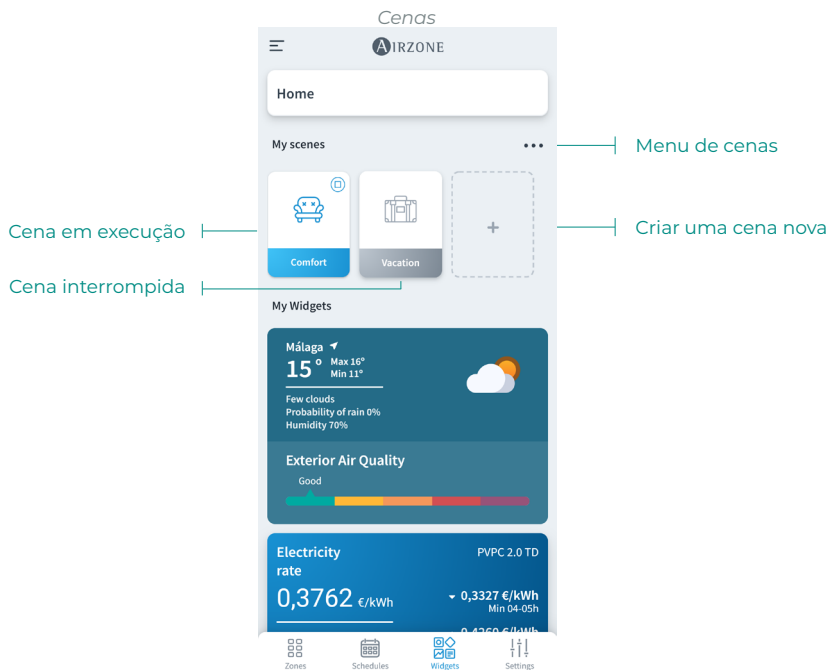 Cenas
AIRZONE
Home
My scenes
Menu de cenas
Cena em execução
Criar uma cena nova
Comfort
Vacation
Cena interrompida
My Widgets
Málaga
15° Max 16°
Min 11°
Few clouds
Probability of rain 0%
Humidity 70%
Exterior Air Quality
Good
Electricity
rate
PVPC 2.0 TD
0,3762 €/kWh
0,3327 €/kWh
Min 04-05h
Zones
Schedules
Widgets
Settings